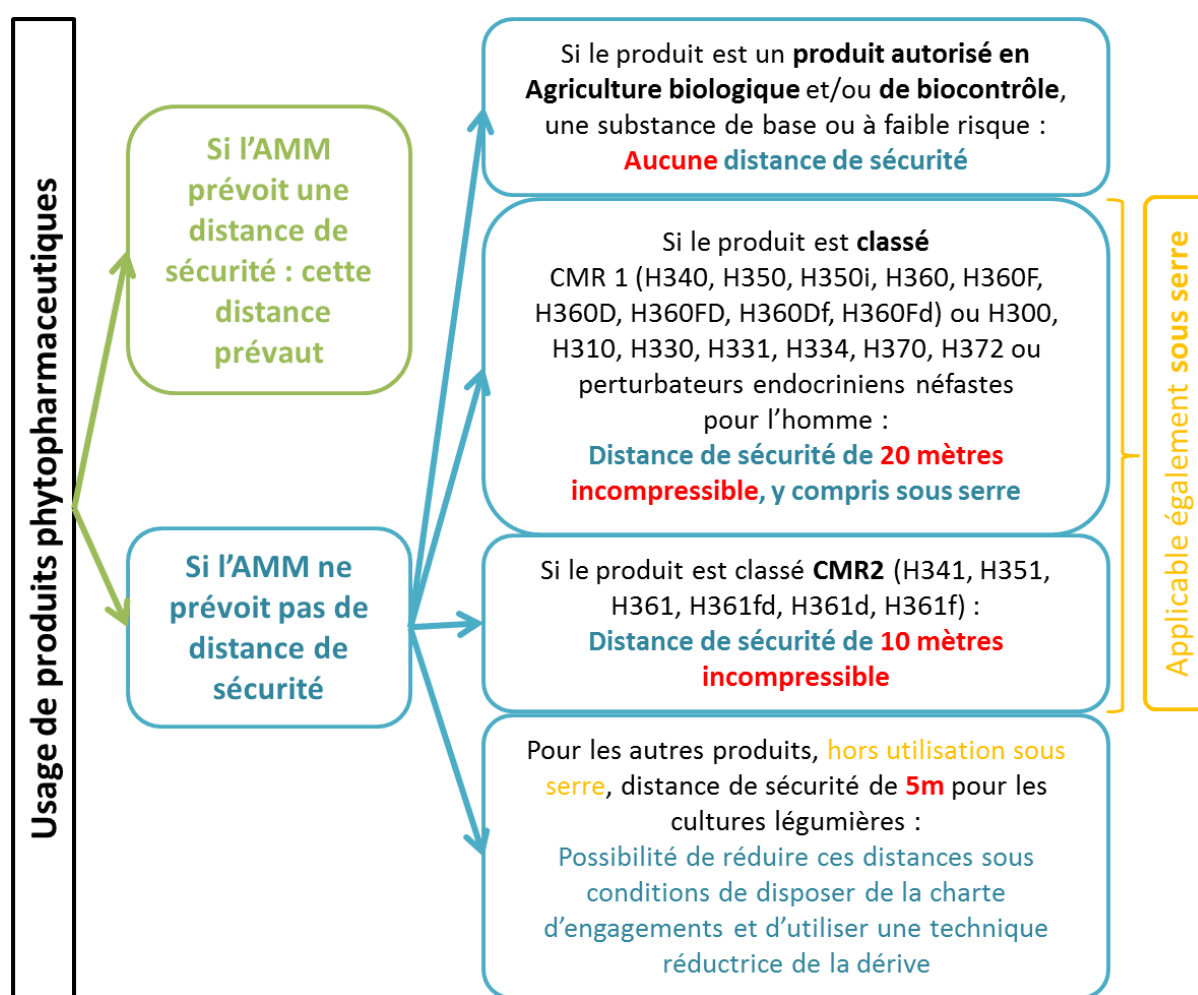 Usage de produits phytopharmaceutiques
Si l’AMM
prévoit une
distance de
sécurité : cette
distance
prévaut
Si l’AMM ne
prévoit pas de
distance de
sécurité
Si le produit est un produit autorisé en
Agriculture biologique et/ou de biocontrôle,
une substance de base ou à faible risque :
Aucune distance de sécurité
Si le produit est classé
CMR 1 (H340, H350, H350i, H360, H360F,
H360D, H360FD, H360Df, H360Fd) ou H300,
H310, H330, H331, H334, H370, H372 ou
perturbateurs endocriniens néfastes
pour l’homme :
Distance de sécurité de 20 mètres
incompressible, y compris sous serre
Si le produit est classé CMR2 (H341, H351,
H361, H361fd, H361d, H361f) :
Distance de sécurité de 10 mètres
incompressible
Pour les autres produits, hors utilisation sous
serre, distance de sécurité de 5m pour les
cultures légumières :
Possibilité de réduire ces distances sous
conditions de disposer de la charte
d’engagements et d’utiliser une technique
réductrice de la dérive
Applicable également sous serre